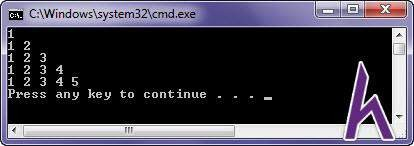 C:\Windows\system32\cmd.exe
1
1 2
1 2 3
1 2 3 4
1 2 3 4 5
Press any key to continue . . . _